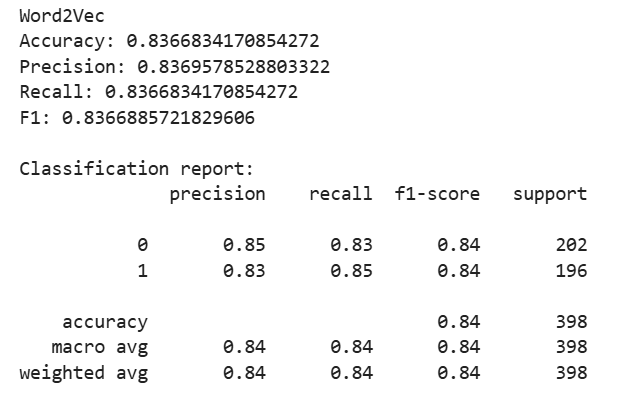 Word2Vec
Accuracy: 0.8366834170854272
Precision: 0.8369578528803322
Recall: 0.8366834170854272
F1: 0.8366885721829606
Classification report:
precision recall f1-score support
0 0.85 0.83 0.84 202
1 0.83 0.85 0.84 196
accuracy 0.84 398
macro avg 0.84 0.84 0.84 398
weighted avg 0.84 0.84 0.84 398